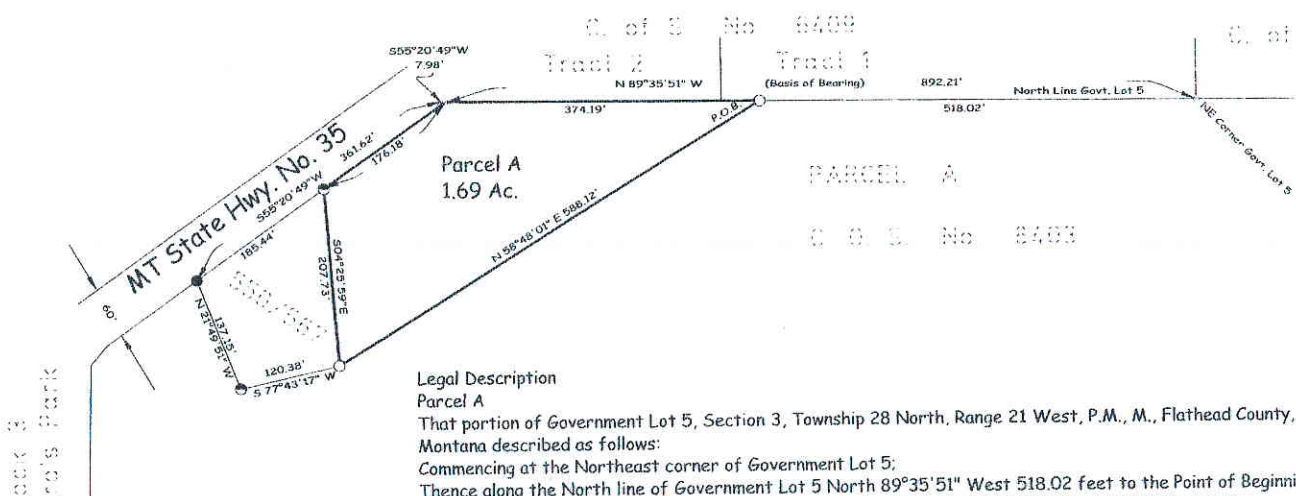 C. of S No 6409
C. of
Tract 2
Tract 1
S55°20'49"W
7.98'
N 89°35'51" W
(Basis of Bearing)
892.21'
North Line Govt. Lot 5
374.19'
518.02'
P.O.B.
NE Corner Govt. Lot 5
MT State Hwy. No. 35
361.62'
176.18'
S55°20'49"W
185.44'
60'
Parcel A
1.69 Ac.
PARCEL A
C. O. S. No 8403
N 58°48'01" E 588.12'
S04°25'59"E
207.73
550/567
137.15'
N 21°49'51" W
120.38'
S 77°43'17" W
Legal Description
Parcel A
That portion of Government Lot 5, Section 3, Township 28 North, Range 21 West, P.M., M., Flathead County,
Montana described as follows:
Commencing at the Northeast corner of Government Lot 5;
Thence along the North line of Government Lot 5 North 89°35'51" West 518.02 feet to the Point of Beginni